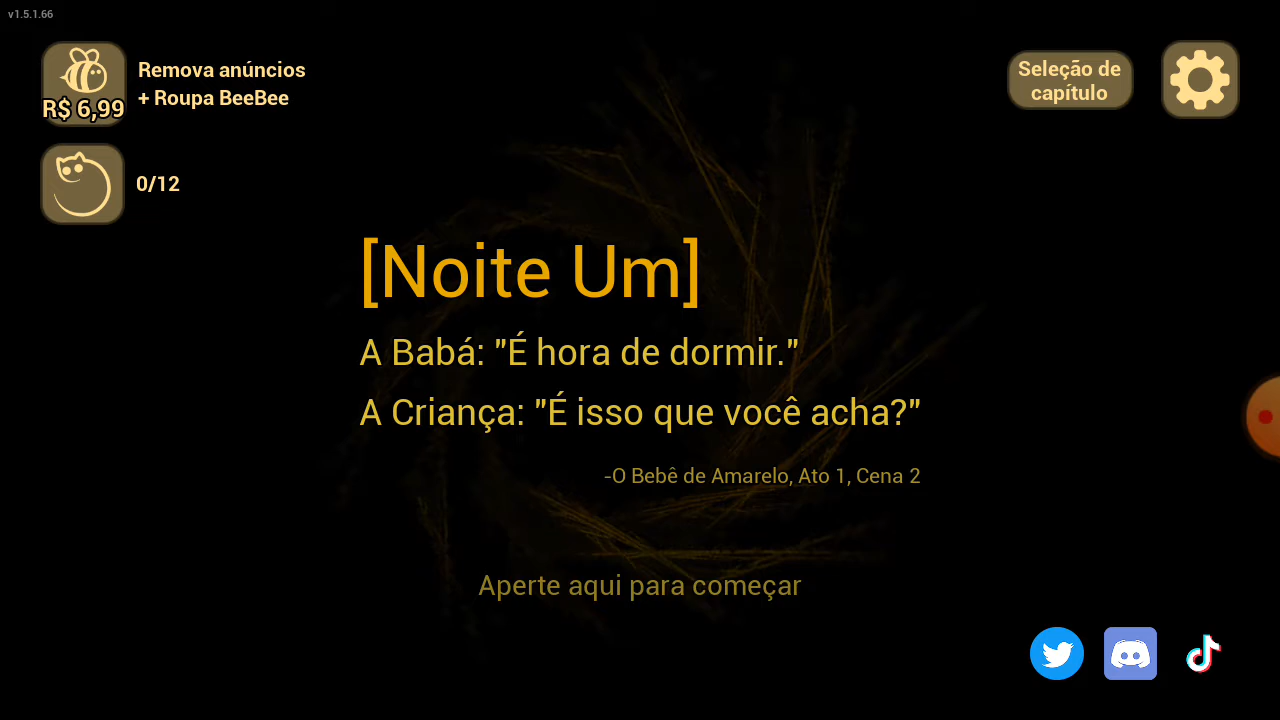 v1.5.1.66
Remova anúncios
+ Roupa BeeBee
R$ 6,99
Seleção de
capítulo
0/12
[Noite Um]
A Babá: "É hora de dormir."
A Criança: "É isso que você acha?"
-O Bebê de Amarelo, Ato 1, Cena 2
Aperte aqui para começar